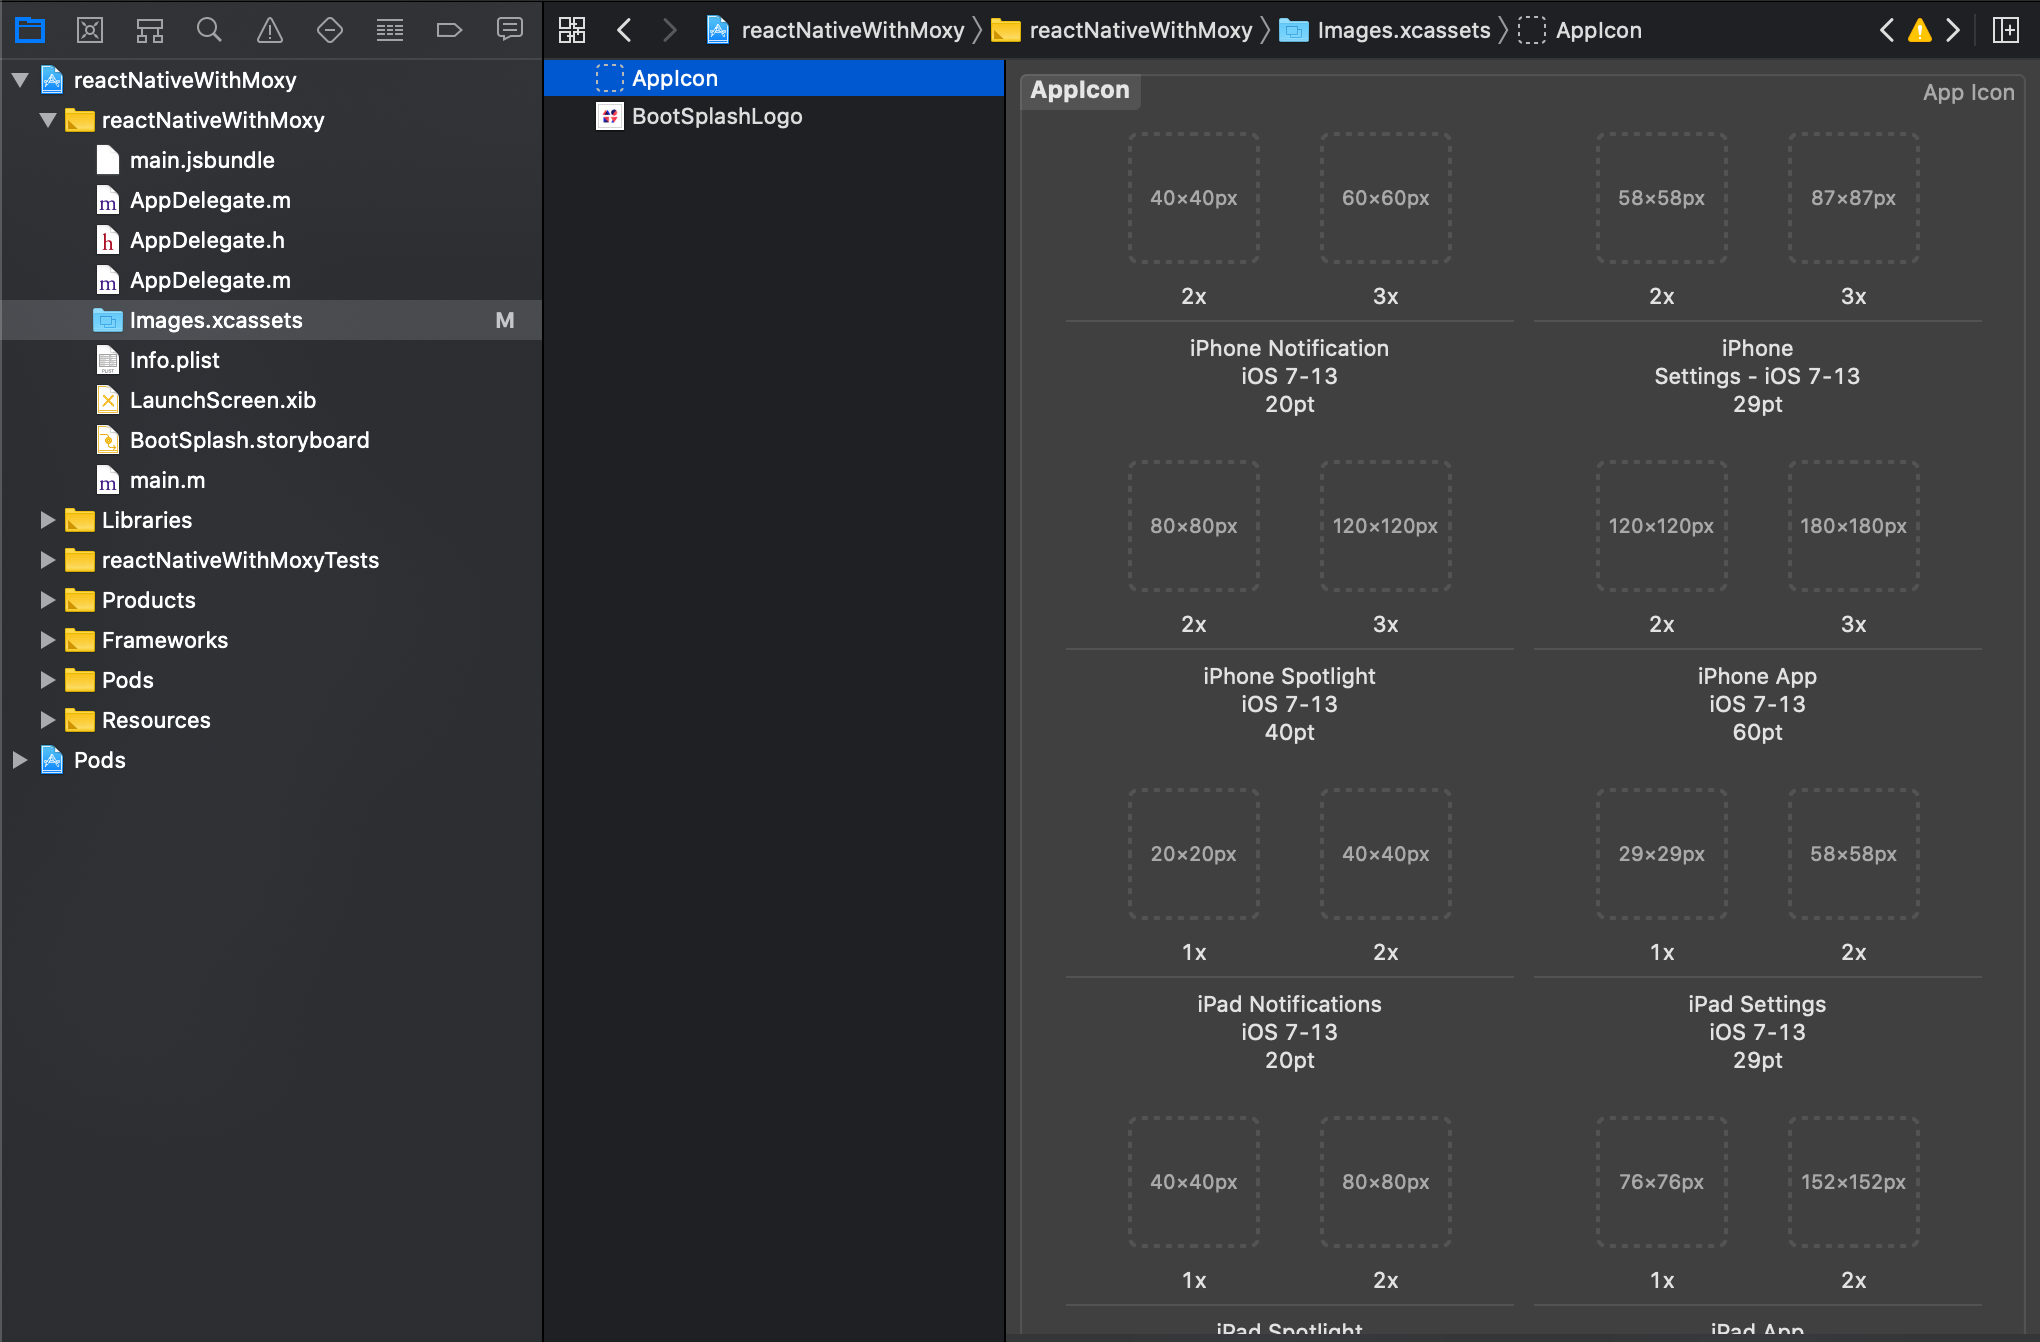 reactNativeWithMoxy
reactNativeWithMoxy
main.jsbundle
AppDelegate.m
AppDelegate.h
AppDelegate.m
Images.xcassets M
Info.plist
LaunchScreen.xib
BootSplash.storyboard
main.m
Libraries
reactNativeWithMoxyTests
Products
Frameworks
Pods
Resources
Pods
reactNativeWithMoxy reactNativeWithMoxy Images.xcassets AppIcon
AppIcon
BootSplashLogo
AppIcon App Icon
40×40px 60×60px 58×58px 87×87px
2x 3x 2x 3x
iPhone Notification
iOS 7-13
20pt
iPhone
Settings - iOS 7-13
29pt
80×80px 120×120px 120×120px 180×180px
2x 3x 2x 3x
iPhone Spotlight
iOS 7-13
40pt
iPhone App
iOS 7-13
60pt
20×20px 40×40px 29×29px 58×58px
1x 2x 1x 2x
iPad Notifications
iOS 7-13
20pt
iPad Settings
iOS 7-13
29pt
40×40px 80×80px 76×76px 152×152px
1x 2x 1x 2x
iPad Spotlight iPad App